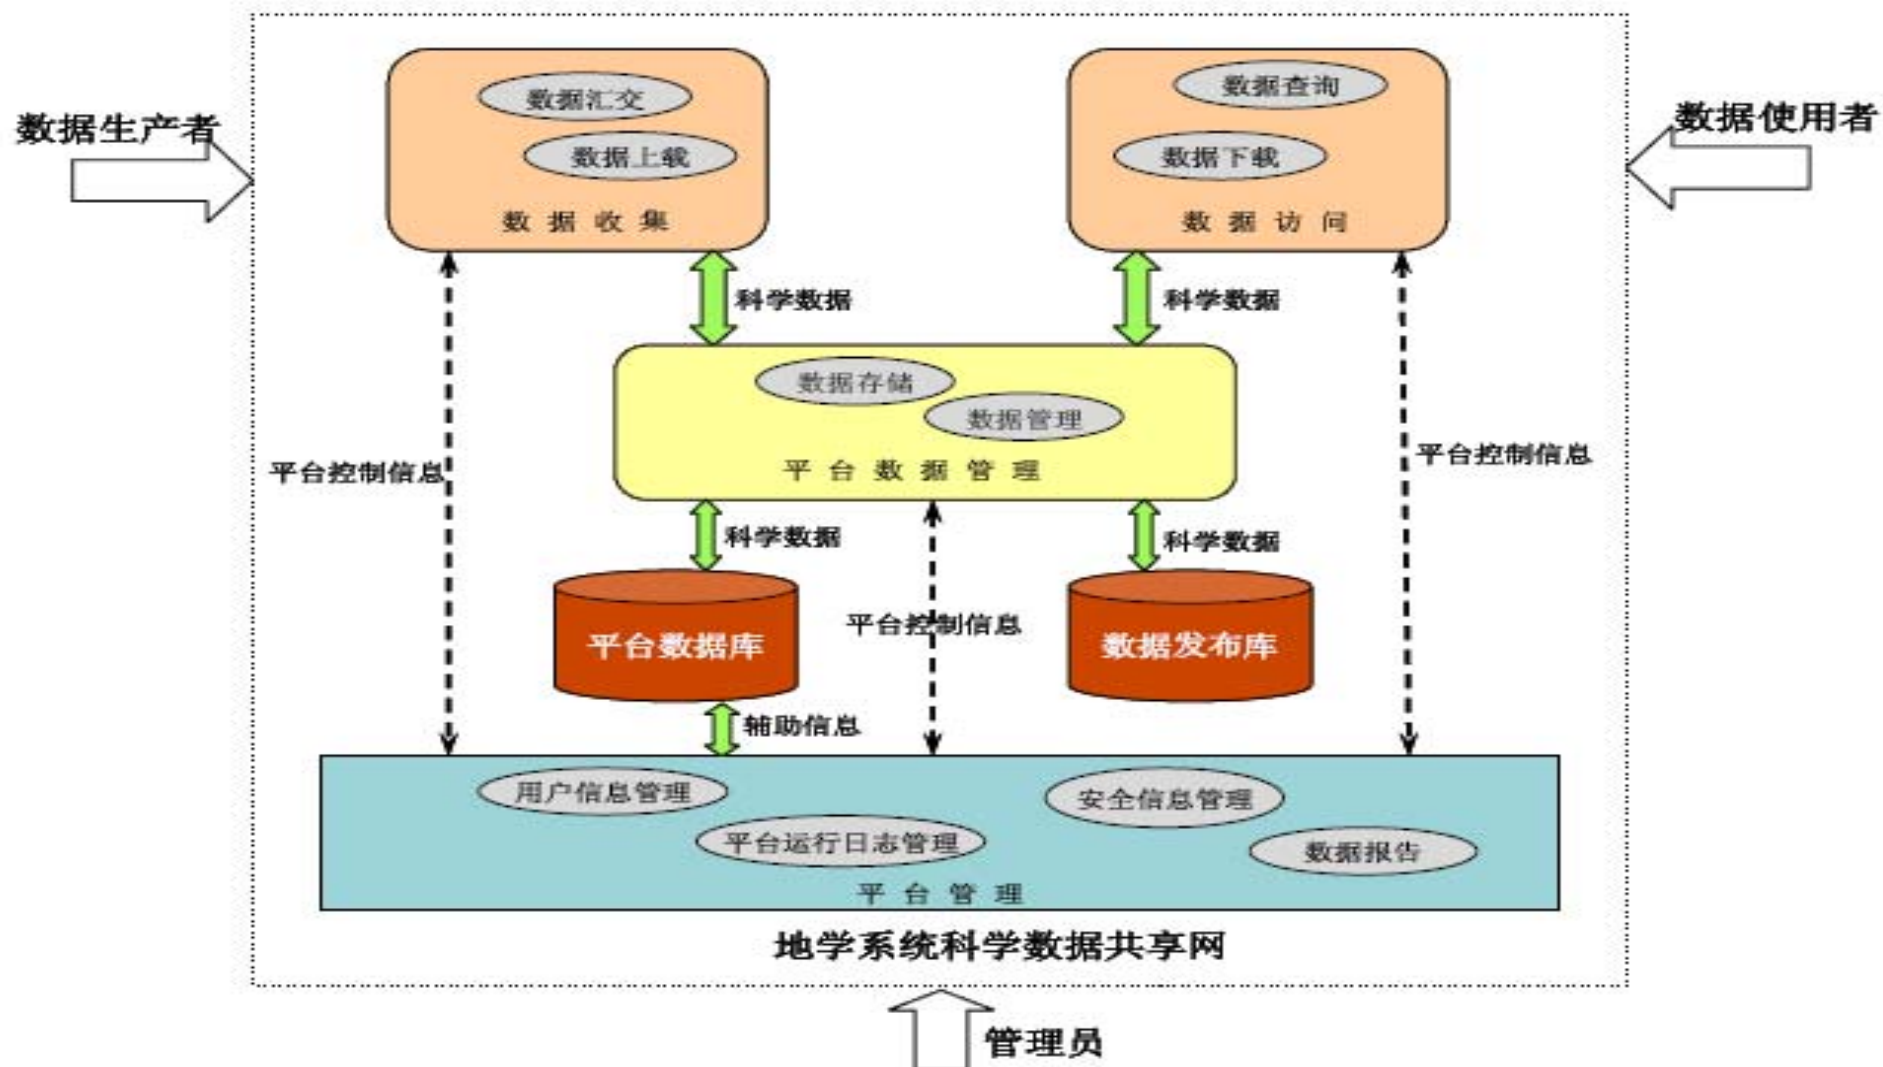 数据汇交
数据查询
数据生产者
数据使用者
数据上载
数据下载
数据收集
数据访问
科学数据
科学数据
数据存储
数据管理
平台数据管理
平台控制信息
平台控制信息
科学数据
科学数据
平台控制信息
平台数据库
数据发布库
辅助信息
用户信息管理
安全信息管理
平台运行日志管理
数据报告
平台管理
地学系统科学数据共享网
管理员